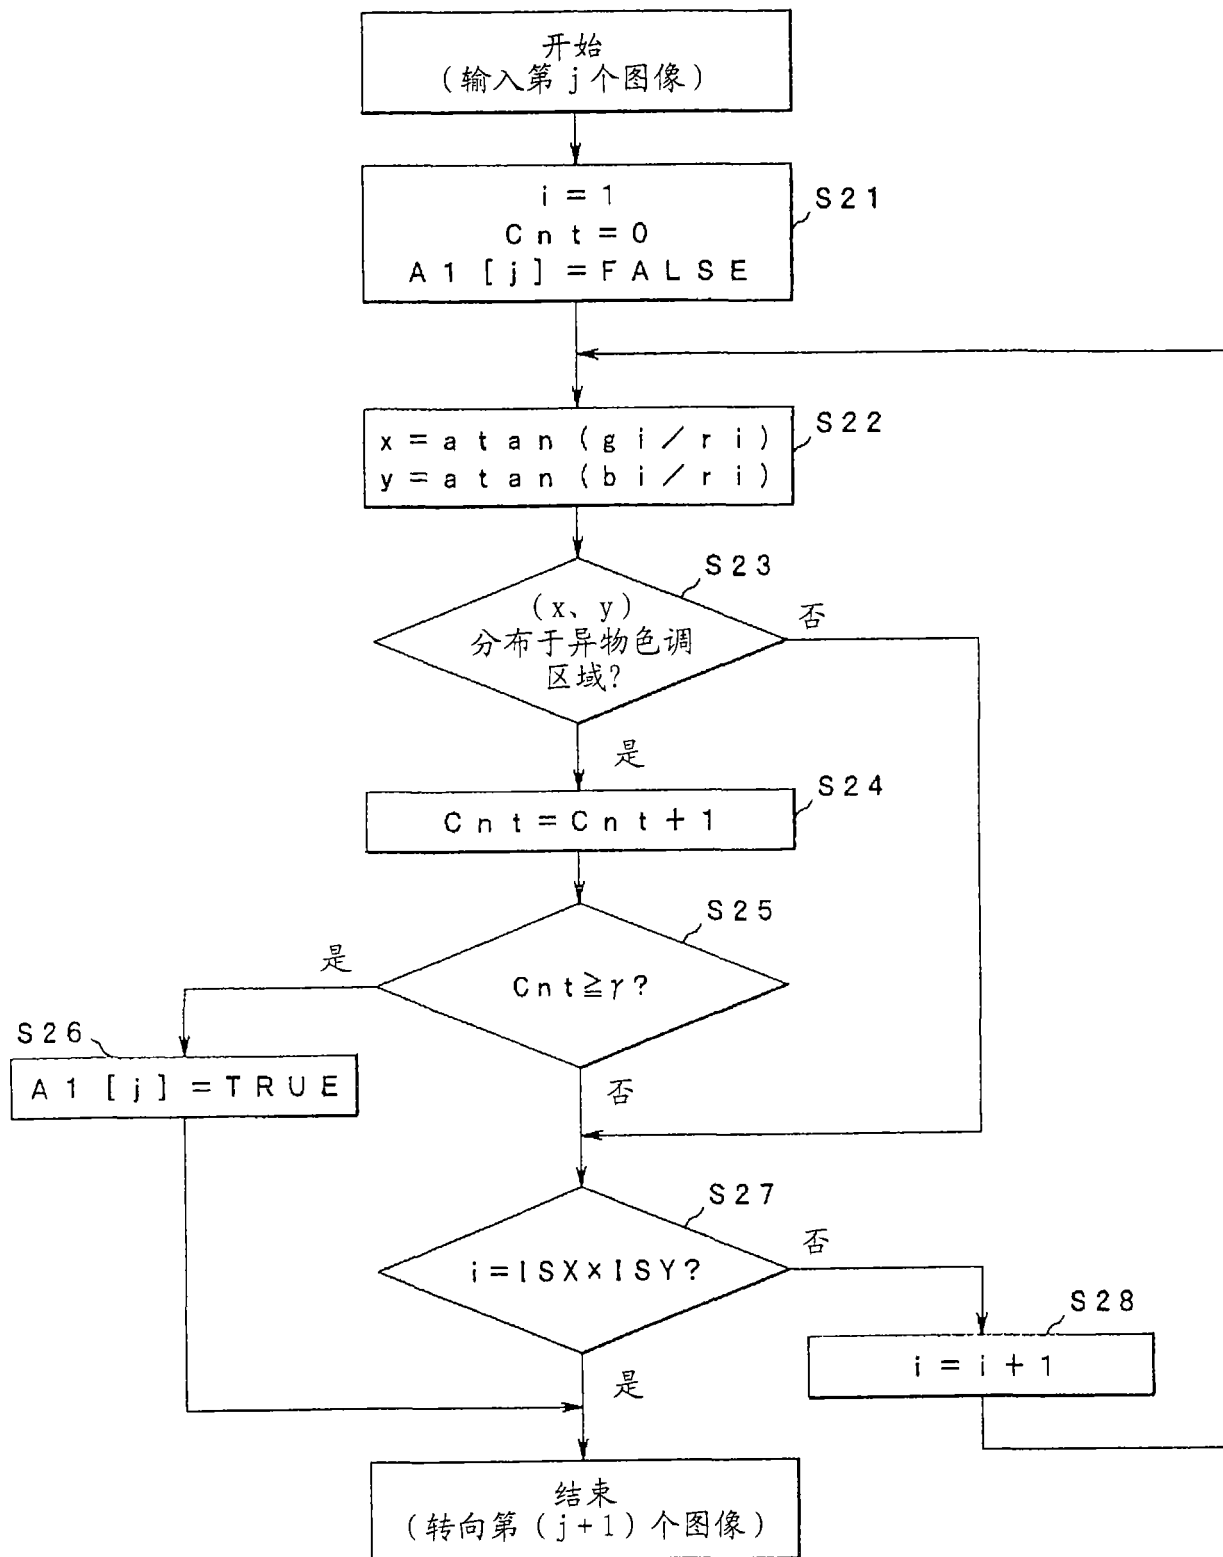 开始
(输入第j个图像)
i=1
Cnt=0
A1[j]=FALSE
S21
x=atan(gi/ri)
y=atan(bi/ri)
S22
S23
(x、y)
分布于异物色调
区域?
否
是
Cnt=Cnt+1
S24
S25
Cnt≧γ?
是
S26
A1[j]=TRUE
否
S27
i=ISX×ISY?
否
S28
i=i+1
是
结束
(转向第(j+1)个图像)